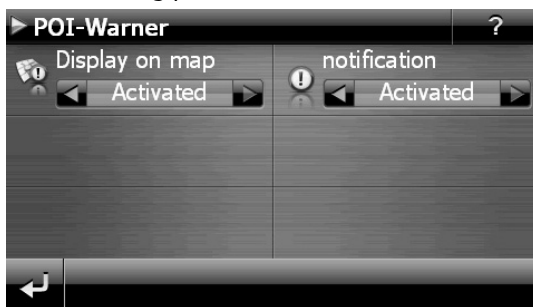 POI-Warner ?
Display on map
Activated
notification
Activated